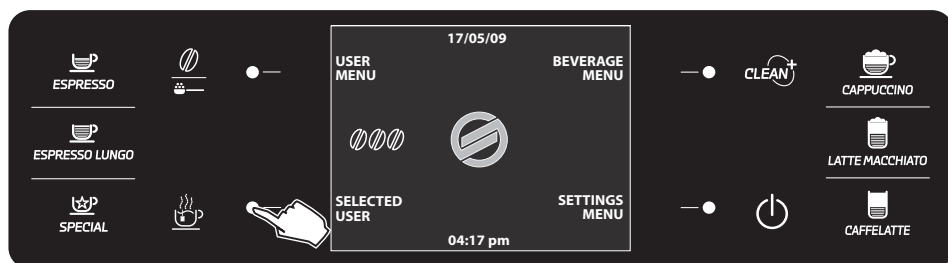 17/05/09
USER
MENU
BEVERAGE
MENU
ESPRESSO
CLEAN+
CAPPUCCINO
ESPRESSO LUNGO
LATTE MACCHIATO
SELECTED
USER
SETTINGS
MENU
SPECIAL
CAFFELATTE
04:17 pm